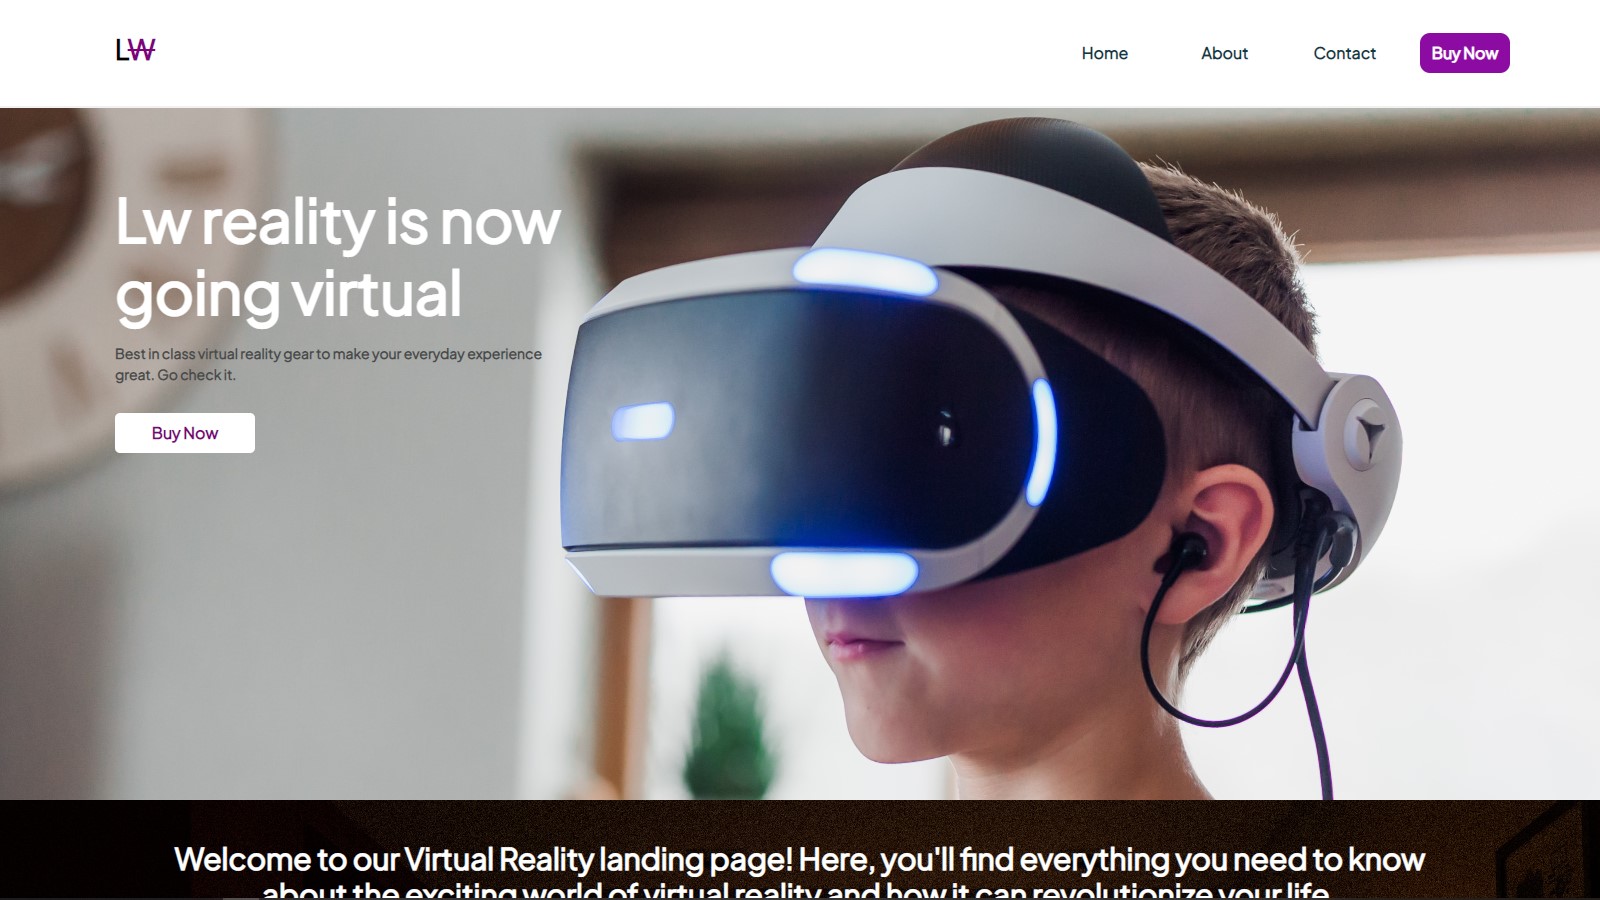 LW
Home About Contact Buy Now
Lw reality is now
going virtual
Best in class virtual reality gear to make your everyday experience
great. Go check it.
Buy Now
Welcome to our Virtual Reality landing page! Here, you'll find everything you need to know
about the exciting world of virtual reality and how it can revolutionize your life.